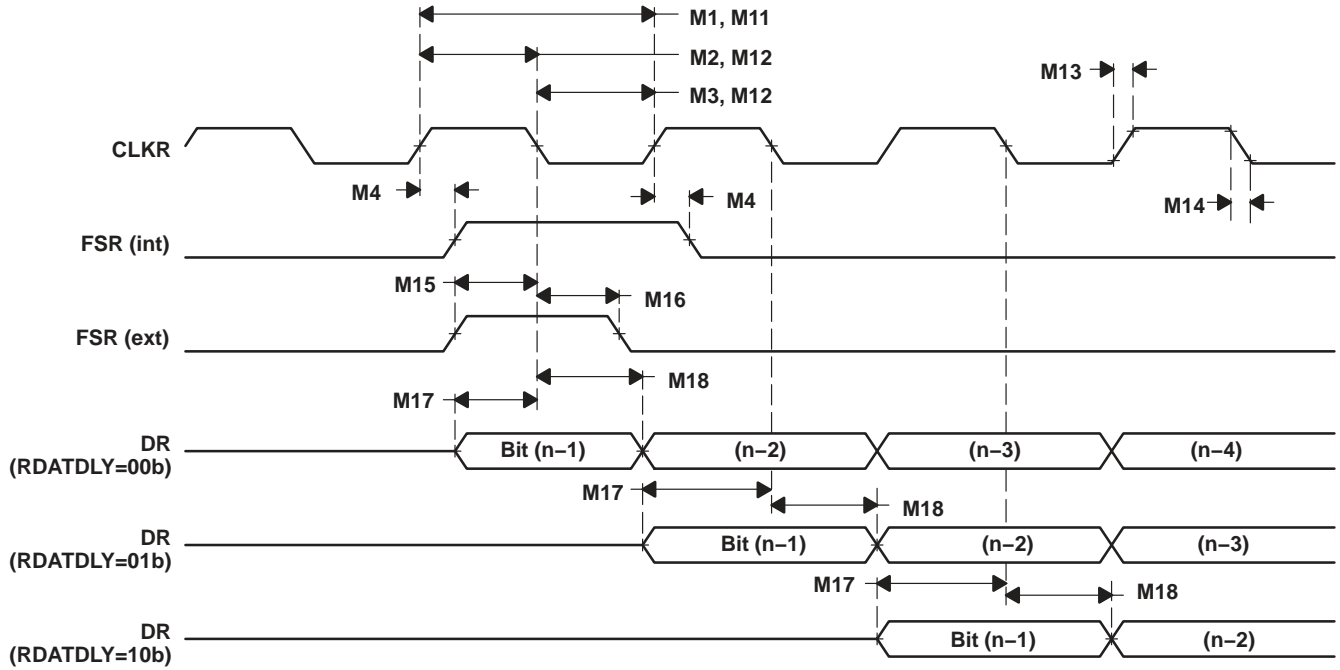 M1, M11
M2, M12
M13
M3, M12
CLKR
M4
M4
M14
FSR (int)
M15
M16
FSR (ext)
M18
M17
DR
(RDATDLY=00b)
Bit (n–1)
(n–2)
(n–3)
(n–4)
M17
M18
DR
(RDATDLY=01b)
Bit (n–1)
(n–2)
(n–3)
M17
M18
DR
(RDATDLY=10b)
Bit (n–1)
(n–2)